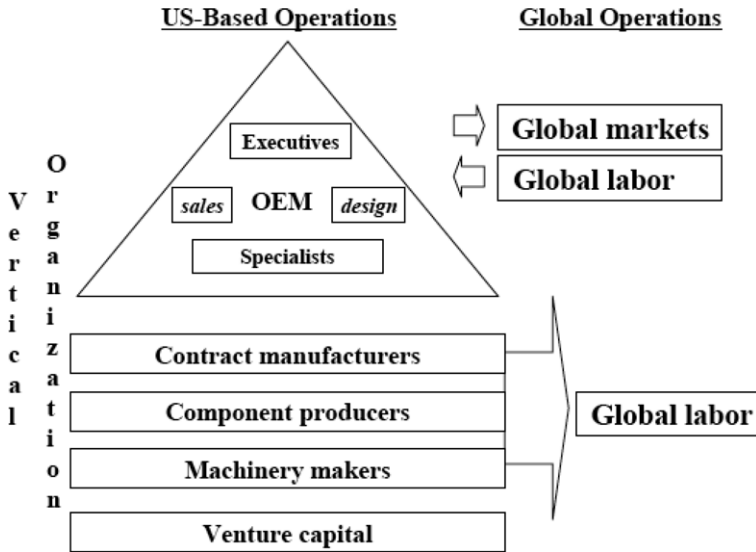 US-Based Operations
Global Operations
Executives
Global markets
Global labor
sales
OEM
design
Specialists
Vertical
Organization
Contract manufacturers
Component producers
Global labor
Machinery makers
Venture capital